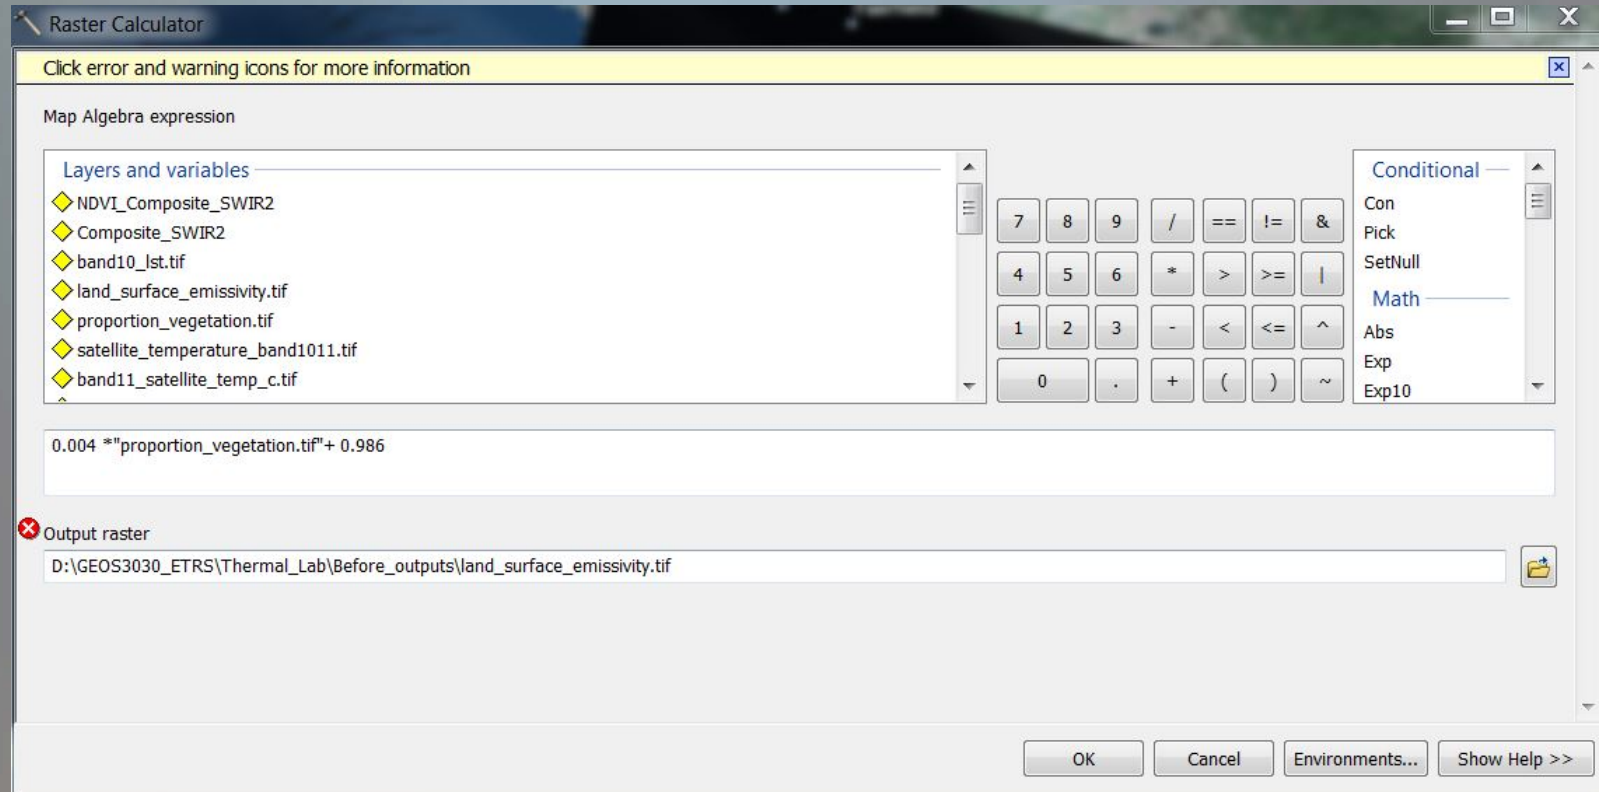 Raster Calculator
Click error and warning icons for more information
Map Algebra expression
Layers and variables
NDVI_Composite_SWIR2
Composite_SWIR2
band10_lst.tif
land_surface_emissivity.tif
proportion_vegetation.tif
satellite_temperature_band1011.tif
band11_satellite_temp_c.tif
7 8 9 / == != &
4 5 6 * > >= |
1 2 3 - < <= ^
0 . + ( ) ~
Conditional
Con
Pick
SetNull
Math
Abs
Exp
Exp10
0.004 *"proportion_vegetation.tif"+ 0.986
Output raster
D:\GEOS3030_ETRS\Thermal_Lab\Before_outputs\land_surface_emissivity.tif
OK Cancel Environments... Show Help >>